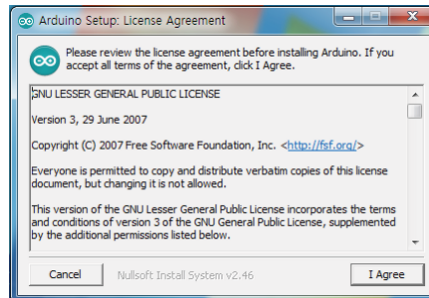 Arduino Setup: License Agreement
Please review the license agreement before installing Arduino. If you
accept all terms of the agreement, click I Agree.
GNU LESSER GENERAL PUBLIC LICENSE
Version 3, 29 June 2007
Copyright (C) 2007 Free Software Foundation, Inc. <http://fsf.org/>
Everyone is permitted to copy and distribute verbatim copies of this license
document, but changing it is not allowed.
This version of the GNU Lesser General Public License incorporates the terms
and conditions of version 3 of the GNU General Public License, supplemented
by the additional permissions listed below.
Cancel
Nullsoft Install System v2.46
I Agree